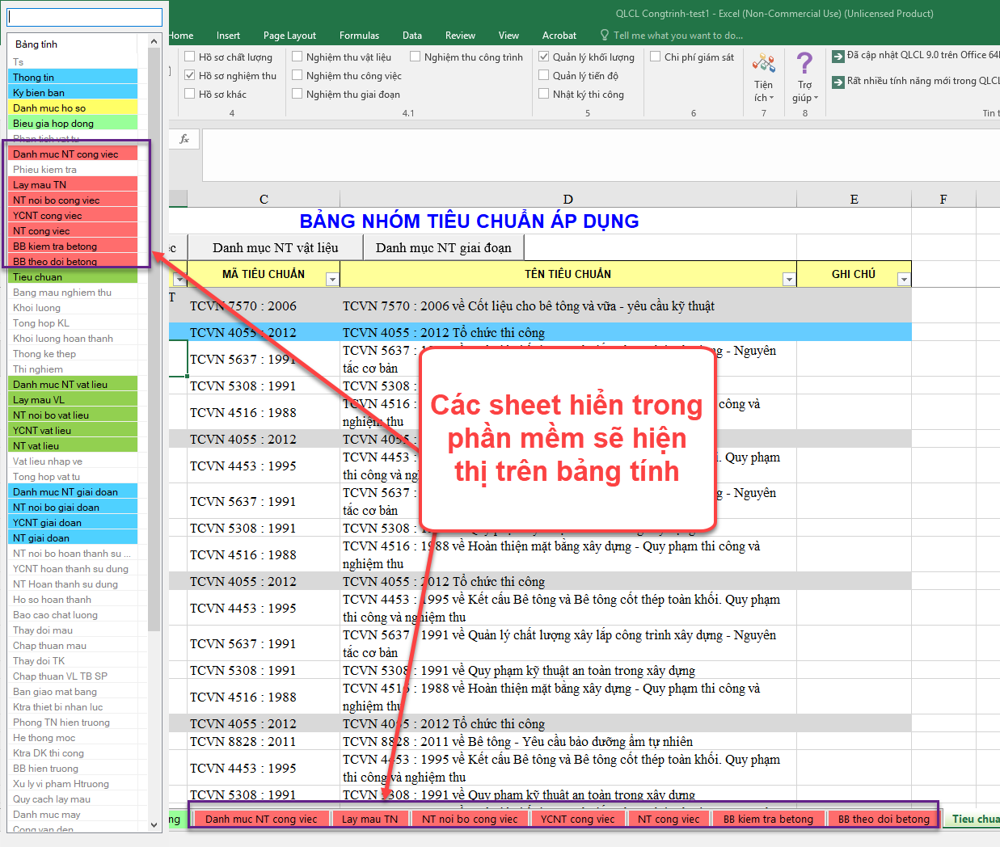 QLCL Congtrinh-test1 - Excel (Non-Commercial Use) (Unlicensed Product)
Home Insert Page Layout Formulas Data Review View Acrobat Tell me what you want to do...
Hồ sơ chất lượng
Hồ sơ nghiệm thu
Hồ sơ khác
4
Nghiệm thu vật liệu
Nghiệm thu công trình
Nghiệm thu công việc
Nghiệm thu giai đoạn
4.1
Quản lý khối lượng
Quản lý tiến độ
Nhật ký thi công
5
Chi phí giám sát
6
Tiện
ích
7
Trợ
giúp
8
Đã cập nhật QLCL 9.0 trên Office 64
Rất nhiều tính năng mới trong QLCL
Tin t
Bảng tính
Ts
Thong tin
Ky bien ban
Danh muc ho so
Bieu gia hop dong
Phan tich vat tu
Danh muc NT cong viec
Phieu kiem tra
Lay mau TN
NT noi bo cong viec
YCNT cong viec
NT cong viec
BB kiem tra betong
BB theo doi betong
Tieu chuan
Bang mau nghiem thu
Khoi luong
Tong hop KL
Khoi luong hoan thanh
Thong ke thep
Thi nghiem
Danh muc NT vat lieu
Lay mau VL
NT noi bo vat lieu
YCNT vat lieu
NT vat lieu
Vat lieu nhap ve
Tong hop vat tu
Danh muc NT giai doan
NT noi bo giai doan
YCNT giai doan
NT giai doan
NT noi bo hoan thanh su ...
YCNT hoan thanh su dung
NT Hoan thanh su dung
Ho so hoan thanh
Bao cao chat luong
Thay doi mau
Chap thuan mau
Thay doi TK
Chap thuan VL TB SP
Ban giao mat bang
Ktra thiet bi nhan luc
Phong TN hien truong
He thong moc
Ktra DK thi cong
BB hien truong
Xu ly vi pham Htruong
Quy cach lay mau
Danh muc may
Cong van den
fx
C D E F
BẢNG NHÓM TIÊU CHUẨN ÁP DỤNG
ec Danh mục NT vật liệu Danh mục NT giai đoạn
MÃ TIÊU CHUẨN TÊN TIÊU CHUẨN GHI CHÚ
T
TCVN 7570 : 2006 TCVN 7570 : 2006 về Cốt liệu cho bê tông và vữa - yêu cầu kỹ thuật
TCVN 4055 : 2012 TCVN 4055 : 2012 Tổ chức thi công
TCVN 5637 : 1991 TCVN 5637 : ng - Nguyên
tắc cơ bản
TCVN 5308 : 1991 TCVN 5308 :
TCVN 4516 : 1988 TCVN 4516 : công và
nghiệm thu
TCVN 4055 : 2012 TCVN 4055
TCVN 4453 : 1995 TCVN 4453 : i. Quy phạm
thi công và
TCVN 5637 : 1991 TCVN 5637 : ng - Nguyên
tắc cơ bản
TCVN 5308 : 1991 TCVN 5308 :
TCVN 4516 : 1988 TCVN 4516 : 1988 về Hoàn thiện mặt bằng xây dựng - Quy phạm thi công và
nghiệm thu
TCVN 4055 : 2012 TCVN 4055 : 2012 Tổ chức thi công
TCVN 4453 : 1995 TCVN 4453 : 1995 về Kết cấu Bê tông và Bê tông cốt thép toàn khối. Quy phạm
thi công và nghiệm thu
TCVN 5637 : 1991 TCVN 5637 : 1991 về Quản lý chất lượng xây lắp công trình xây dựng - Nguyên
tắc cơ bản
TCVN 5308 : 1991 TCVN 5308 : 1991 về Quy phạm kỹ thuật an toàn trong xây dựng
TCVN 4516 : 1988 TCVN 4516 : 1988 về Hoàn thiện mặt bằng xây dựng - Quy phạm thi công và
nghiệm thu
TCVN 4055 : 2012 TCVN 4055 : 2012 Tổ chức thi công
TCVN 8828 : 2011 TCVN 8828 : 2011 về Bê tông - Yêu cầu bảo dưỡng ẩm tự nhiên
TCVN 4453 : 1995 TCVN 4453 : 1995 về Kết cấu Bê tông và Bê tông cốt thép toàn khối. Quy phạm
thi công và nghiệm thu
TCVN 5308 : 1991 TCVN 5308 : 1991 về Quy phạm kỹ thuật an toàn trong xây dựng
Các sheet hiển trong
phần mềm sẽ hiện
thị trên bảng tính
ng Danh muc NT cong viec Lay mau TN NT noi bo cong viec YCNT cong viec NT cong viec BB kiem tra betong BB theo doi betong Tieu chua